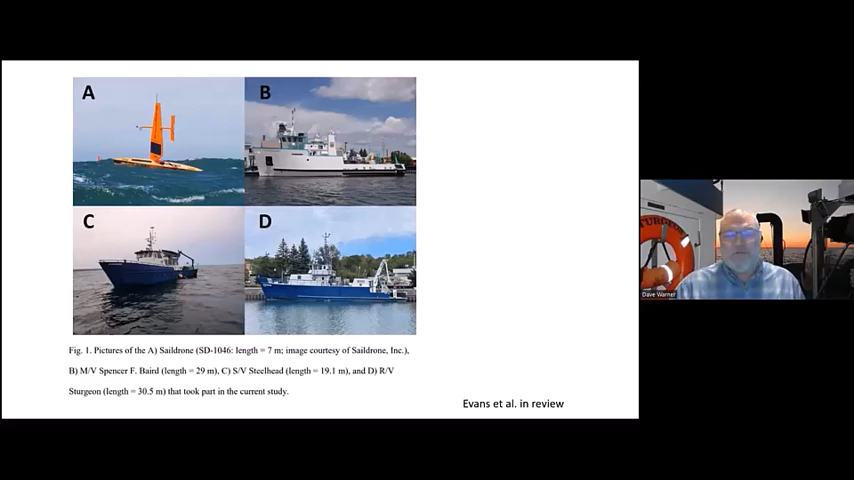 A
B
C
D
Fig. 1. Pictures of the A) Saildrone (SD-1046: length = 7 m; image courtesy of Saildrone, Inc.),
B) M/V Spencer F. Baird (length = 29 m), C) S/V Steelhead (length = 19.1 m), and D) R/V
Sturgeon (length = 30.5 m) that took part in the current study.
Evans et al. in review
TURGEON
Dave Warner